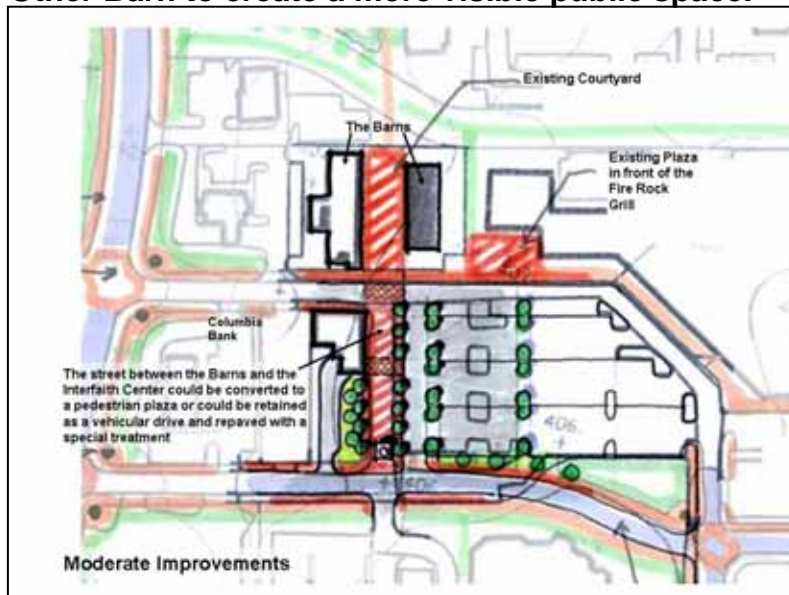 Other Barn to create a more visible public space.
Existing Courtyard
The Barns
Existing Plaza
in front of the
Fire Rock
Grill
Columbia
Bank
The street between the Barns and the
Interfaith Center could be converted to
a pedestrian plaza or could be retained
as a vehicular drive and repaved with a
special treatment
406.
Moderate Improvements